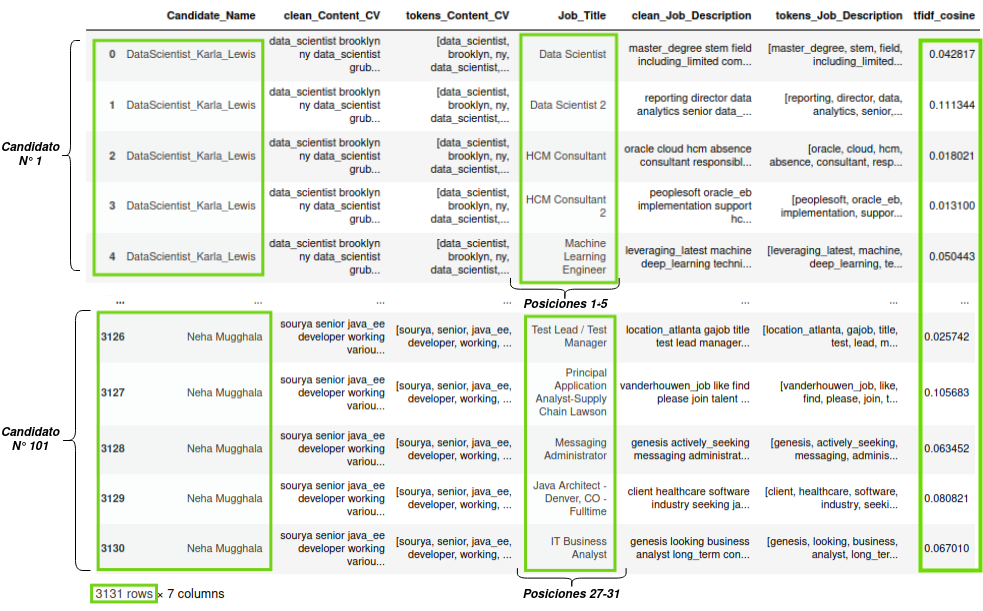 Candidate_Name clean_Content_CV tokens_Content_CV Job_Title clean_Job_Description tokens_Job_Description tfidf_cosine
Candidato
N° 1
0 DataScientist_Karla_Lewis data_scientist brooklyn ny data_scientist grub... [data_scientist, brooklyn, ny, data_scientist,... Data Scientist master_degree stem field including_limited com... [master_degree, stem, field, including_limited... 0.042817
1 DataScientist_Karla_Lewis data_scientist brooklyn ny data_scientist grub... [data_scientist, brooklyn, ny, data_scientist,... Data Scientist 2 reporting director data analytics senior data_... [reporting, director, data, analytics, senior,... 0.111344
2 DataScientist_Karla_Lewis data_scientist brooklyn ny data_scientist grub... [data_scientist, brooklyn, ny, data_scientist,... HCM Consultant oracle cloud hcm absence consultant responsibl... [oracle, cloud, hcm, absence, consultant, resp... 0.018021
3 DataScientist_Karla_Lewis data_scientist brooklyn ny data_scientist grub... [data_scientist, brooklyn, ny, data_scientist,... HCM Consultant 2 peoplesoft oracle_eb implementation support hc... [peoplesoft, oracle_eb, implementation, suppor... 0.013100
4 DataScientist_Karla_Lewis data_scientist brooklyn ny data_scientist grub... [data_scientist, brooklyn, ny, data_scientist,... Machine Learning Engineer leveraging_latest machine deep_learning techni... [leveraging_latest, machine, deep_learning, te... 0.050443
... ... ... ... ... ... ...
Posiciones 1-5
Candidato
N° 101
3126 Neha Mugghala sourya senior java_ee developer working variou... [sourya, senior, java_ee, developer, working, ... Test Lead / Test Manager location_atlanta gajob title test lead manager... [location_atlanta, gajob, title, test, lead, m... 0.025742
3127 Neha Mugghala sourya senior java_ee developer working variou... [sourya, senior, java_ee, developer, working, ... Principal Application Analyst-Supply Chain Lawson vanderhouwen_job like find please join talent ... [vanderhouwen_job, like, find, please, join, t... 0.105683
3128 Neha Mugghala sourya senior java_ee developer working variou... [sourya, senior, java_ee, developer, working, ... Messaging Administrator genesis actively_seeking messaging administrat... [genesis, actively_seeking, messaging, adminis... 0.063452
3129 Neha Mugghala sourya senior java_ee developer working variou... [sourya, senior, java_ee, developer, working, ... Java Architect - Denver, CO - Fulltime client healthcare software industry seeking ja... [client, healthcare, software, industry, seeki... 0.080821
3130 Neha Mugghala sourya senior java_ee developer working variou... [sourya, senior, java_ee, developer, working, ... IT Business Analyst genesis looking business analyst long_term con... [genesis, looking, business, analyst, long_ter... 0.067010
3131 rows × 7 columns
Posiciones 27-31